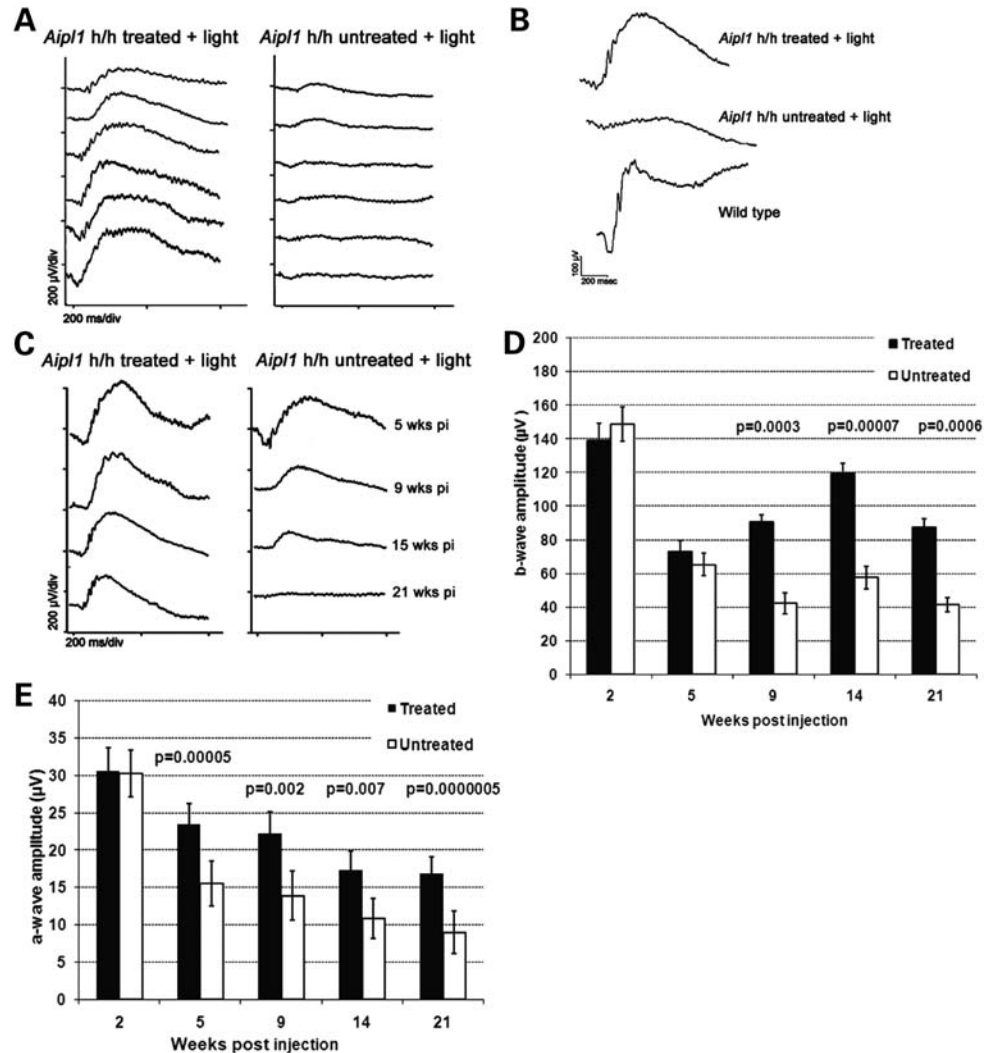 A
Aipl1 h/h treated + light
Aipl1 h/h untreated + light
200 µV/div
200 ms/div
B
Aipl1 h/h treated + light
Aipl1 h/h untreated + light
Wild type
100 µV
200 msec
C
Aipl1 h/h treated + light
Aipl1 h/h untreated + light
5 wks pi
9 wks pi
15 wks pi
21 wks pi
200 µV/div
200 ms/div
D
b-wave amplitude (µV)
200
180
160
140
120
100
80
60
40
20
0
Treated
Untreated
p=0.0003
p=0.00007
p=0.0006
2
5
9
14
21
Weeks post injection
E
a-wave amplitude (µV)
40
35
30
25
20
15
10
5
0
Treated
Untreated
p=0.00005
p=0.002
p=0.007
p=0.0000005
2
5
9
14
21
Weeks post injection